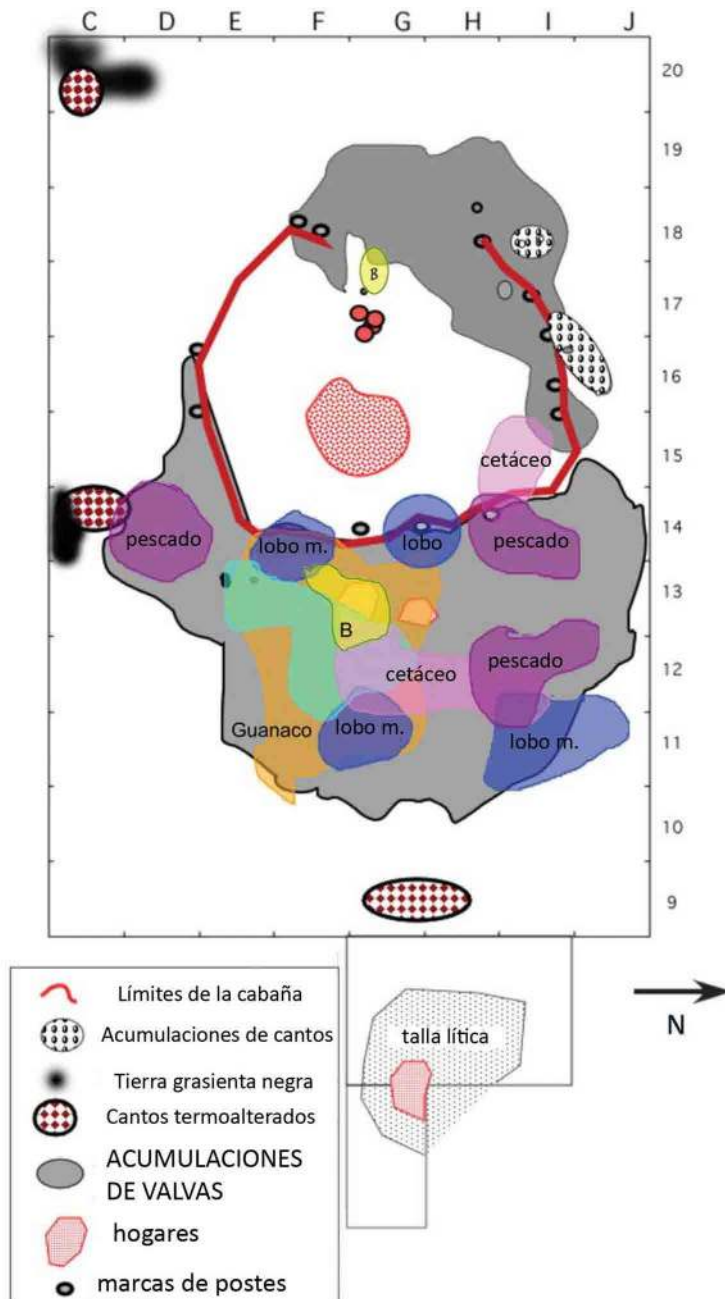 C D E F G H I J
20
19
18
B
17
16
15
cetáceo
14
pescado
lobo m.
lobo
pescado
13
B
12
cetáceo
pescado
Guanaco
lobo m.
lobo m.
11
10
9
Límites de la cabaña
Acumulaciones de cantos
Tierra grasienta negra
Cantos termoalterados
ACUMULACIONES
DE VALVAS
hogares
marcas de postes
talla lítica
N